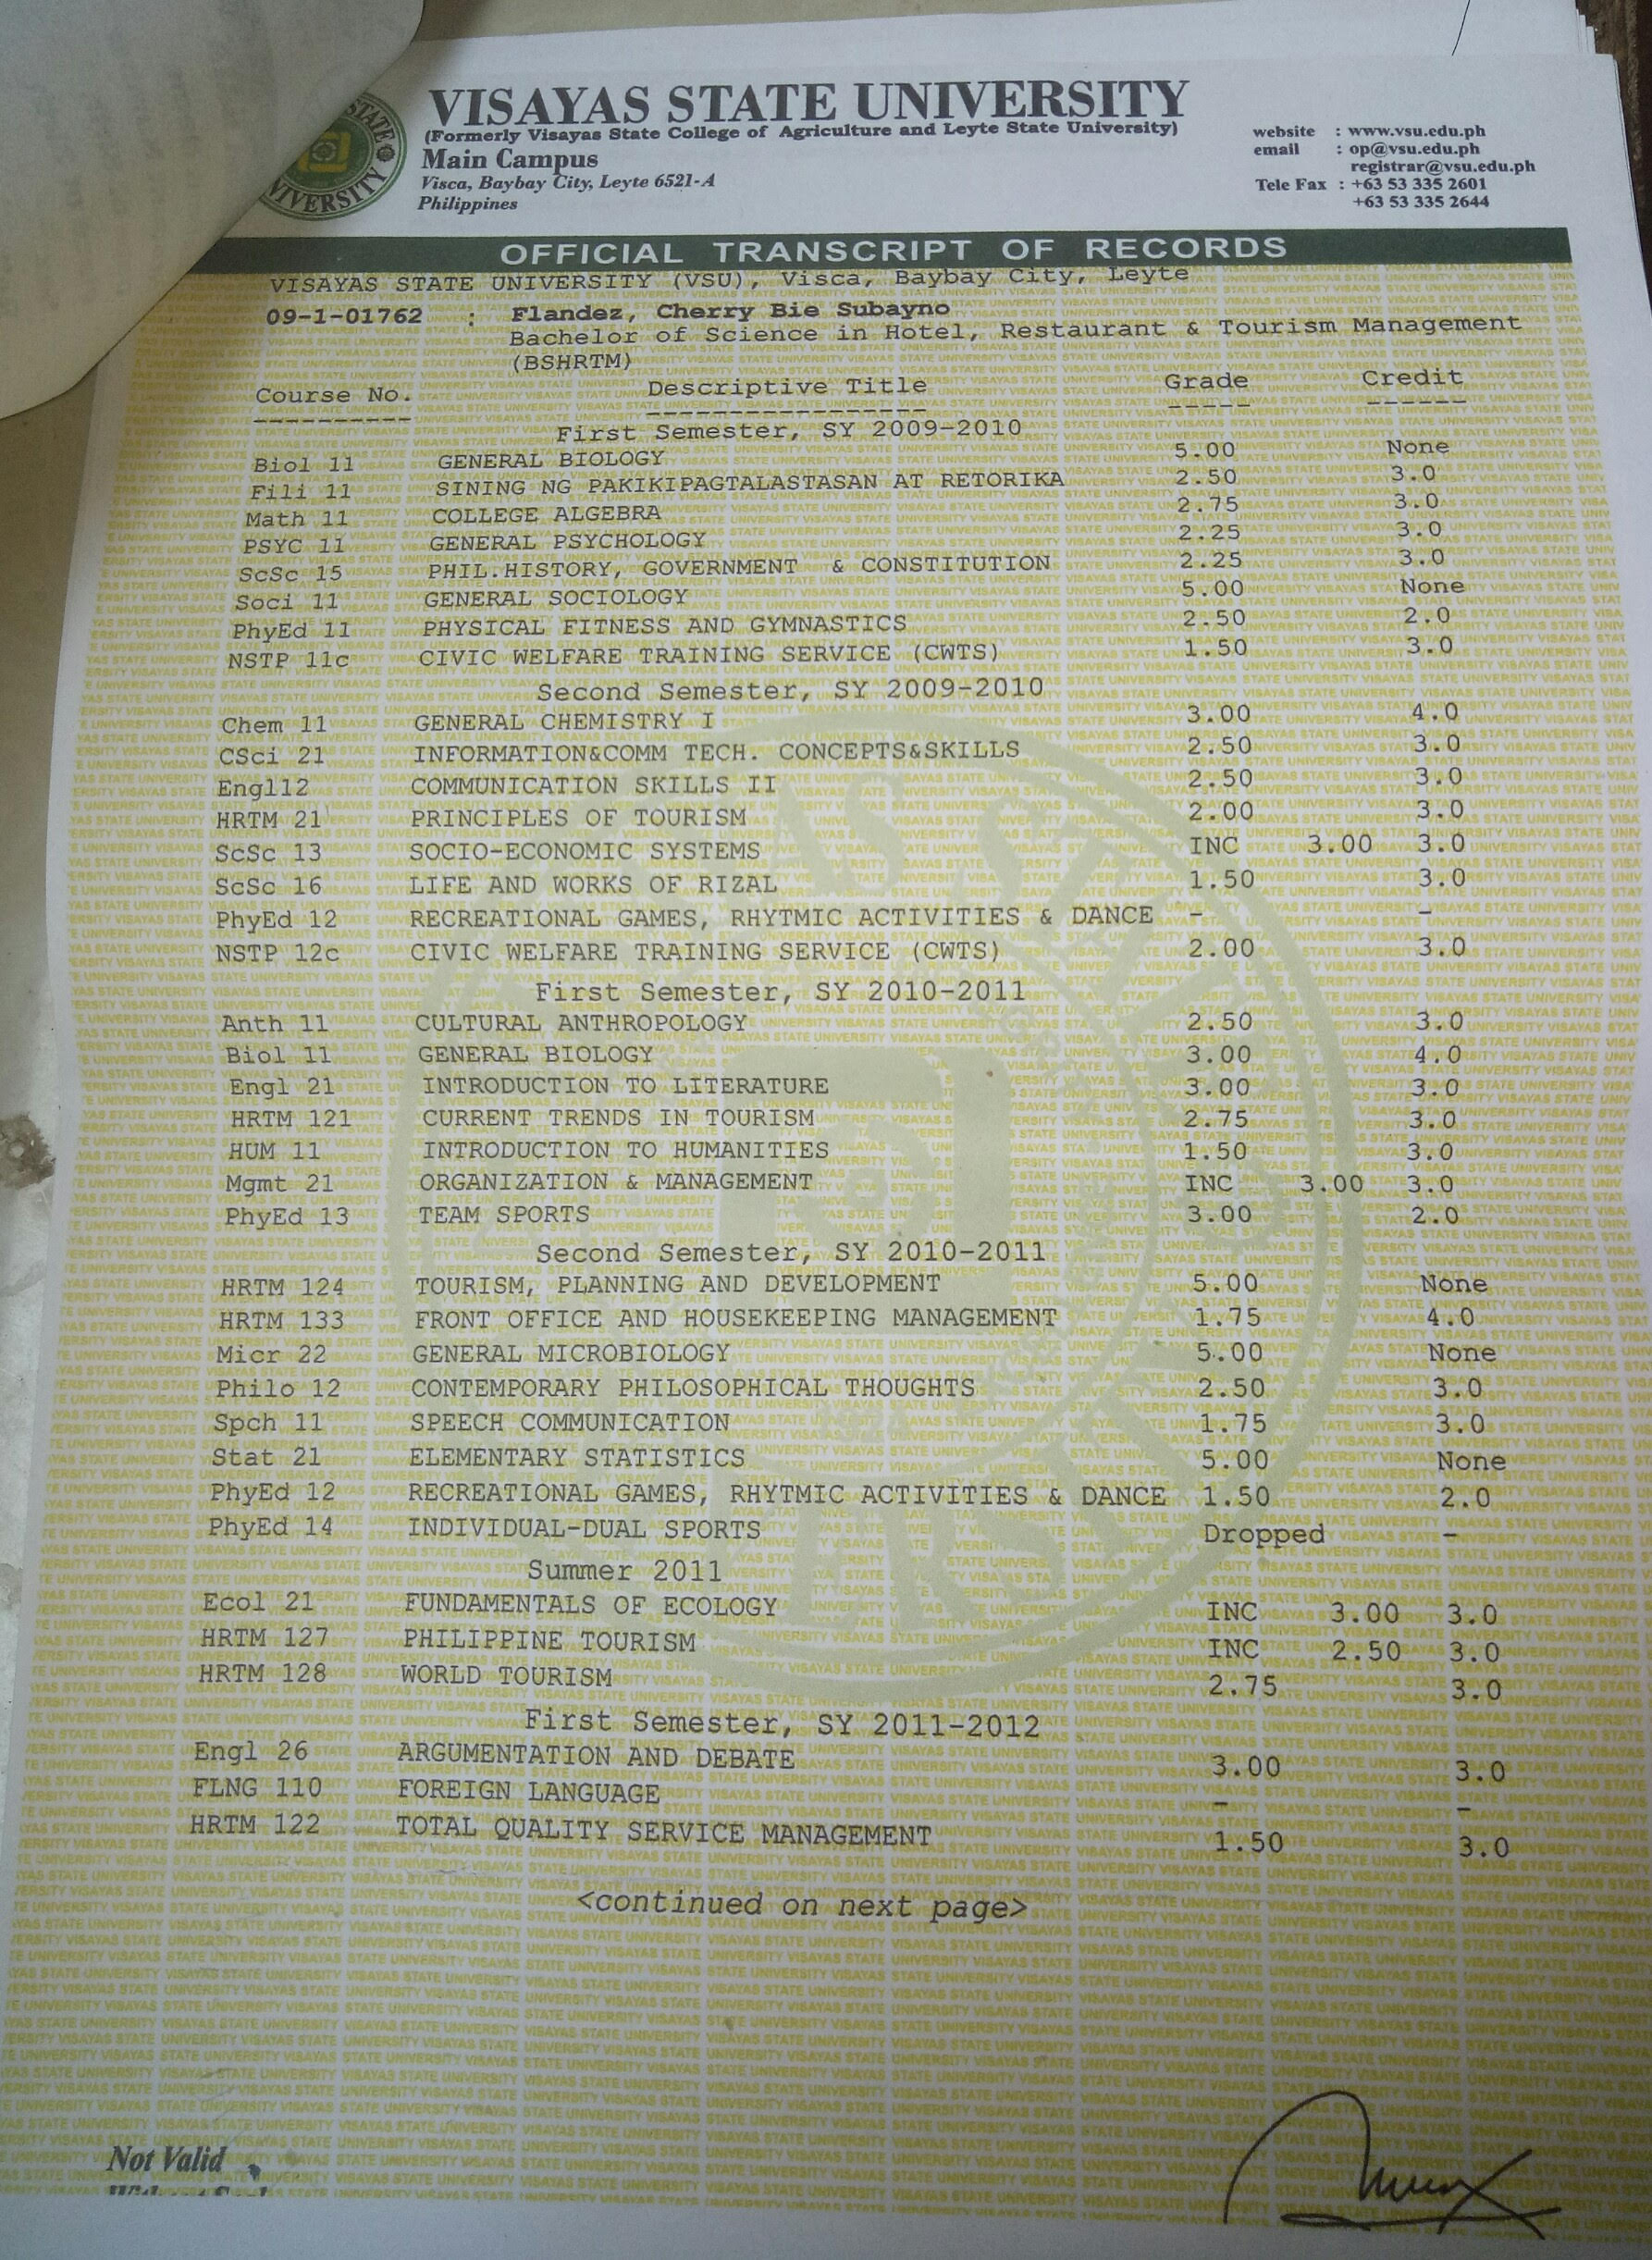 STATE
VIVERSITY
VISAYAS STATE UNIVERSITY
(Formerly Visayas State College of Agriculture and Leyte State University)
Main Campus
Visca, Baybay City, Leyte 6521-A
Philippines
website : www.vsu.edu.ph
email : op@vsu.edu.ph
registrar@vsu.edu.ph
Tele Fax : +63 53 335 2601
+63 53 335 2644
OFFICIAL TRANSCRIPT OF RECORDS
VISAYAS STATE UNIVERSITY (VSU), Visca, Baybay City, Leyte
09-1-01762 : Flandez, Cherry Bie Subayno
Bachelor of Science in Hotel, Restaurant & Tourism Management
(BSHRTM)
Course No. Descriptive Title Grade Credit
First Semester, SY 2009-2010
Biol 11 GENERAL BIOLOGY 5.00 None
Fili 11 SINING NG PAKIKIPAGTALASTASAN AT RETORIKA 2.50 3.0
Math 11 COLLEGE ALGEBRA 2.75 3.0
PSYC 11 GENERAL PSYCHOLOGY 2.25 3.0
ScSc 15 PHIL.HISTORY, GOVERNMENT & CONSTITUTION 2.25 3.0
Soci 11 GENERAL SOCIOLOGY 5.00 None
PhyEd 11 PHYSICAL FITNESS AND GYMNASTICS 2.50 2.0
NSTP 11c CIVIC WELFARE TRAINING SERVICE (CWTS) 1.50 3.0
Second Semester, SY 2009-2010
Chem 11 GENERAL CHEMISTRY I 3.00 4.0
CSci 21 INFORMATION&COMM TECH. CONCEPTS&SKILLS 2.50 3.0
Engl12 COMMUNICATION SKILLS II 2.50 3.0
HRTM 21 PRINCIPLES OF TOURISM 2.00 3.0
ScSc 13 SOCIO-ECONOMIC SYSTEMS INC 3.00 3.0
ScSc 16 LIFE AND WORKS OF RIZAL 1.50 3.0
PhyEd 12 RECREATIONAL GAMES, RHYTMIC ACTIVITIES & DANCE - -
NSTP 12c CIVIC WELFARE TRAINING SERVICE (CWTS) 2.00 3.0
First Semester, SY 2010-2011
Anth 11 CULTURAL ANTHROPOLOGY 2.50 3.0
Biol 11 GENERAL BIOLOGY 3.00 4.0
Engl 21 INTRODUCTION TO LITERATURE 3.00 3.0
HRTM 121 CURRENT TRENDS IN TOURISM 2.75 3.0
HUM 11 INTRODUCTION TO HUMANITIES 1.50 3.0
Mgmt 21 ORGANIZATION & MANAGEMENT INC 3.00 3.0
PhyEd 13 TEAM SPORTS 3.00 2.0
Second Semester, SY 2010-2011
HRTM 124 TOURISM, PLANNING AND DEVELOPMENT 5.00 None
HRTM 133 FRONT OFFICE AND HOUSEKEEPING MANAGEMENT 1.75 4.0
Micr 22 GENERAL MICROBIOLOGY 5.00 None
Philo 12 CONTEMPORARY PHILOSOPHICAL THOUGHTS 2.50 3.0
Spch 11 SPEECH COMMUNICATION 1.75 3.0
Stat 21 ELEMENTARY STATISTICS 5.00 None
PhyEd 12 RECREATIONAL GAMES, RHYTMIC ACTIVITIES & DANCE 1.50 2.0
PhyEd 14 INDIVIDUAL-DUAL SPORTS Dropped -
Summer 2011
Ecol 21 FUNDAMENTALS OF ECOLOGY INC 3.00 3.0
HRTM 127 PHILIPPINE TOURISM INC 2.50 3.0
HRTM 128 WORLD TOURISM 2.75 3.0
First Semester, SY 2011-2012
Engl 26 ARGUMENTATION AND DEBATE 3.00 3.0
FLNG 110 FOREIGN LANGUAGE - -
HRTM 122 TOTAL QUALITY SERVICE MANAGEMENT 1.50 3.0
<continued on next page>
Not Valid